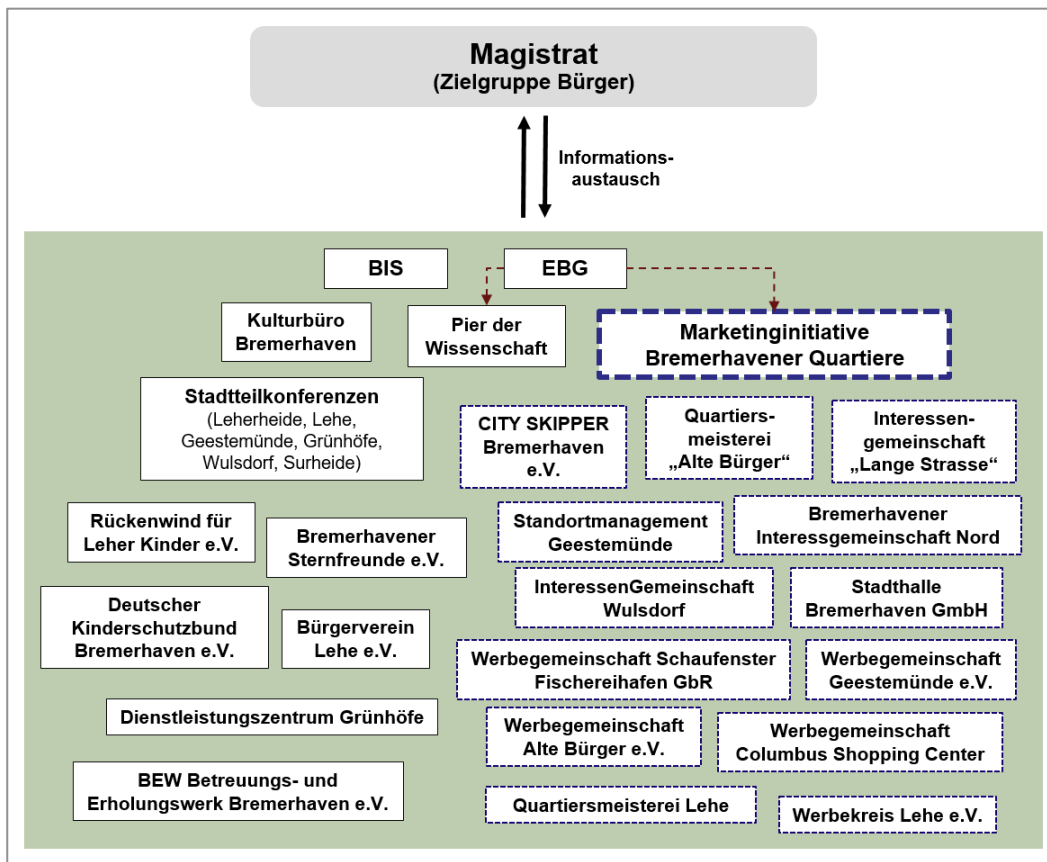 Magistrat
(Zielgruppe Bürger)
Informations-
austausch
BIS
EBG
Kulturbüro
Bremerhaven
Pier der
Wissenschaft
Marketinginitiative
Bremerhavener Quartiere
Stadtteilkonferenzen
(Leherheide, Lehe,
Geestemünde, Grünhöfe,
Wulsdorf, Surheide)
CITY SKIPPER
Bremerhaven
e.V.
Quartiers-
meisterei
„Alte Bürger“
Interessen-
gemeinschaft
„Lange Strasse“
Rückenwind für
Leher Kinder e.V.
Bremerhavener
Sternfreunde e.V.
Standortmanagement
Geestemünde
Bremerhavener
Interessgemeinschaft Nord
Deutscher
Kinderschutzbund
Bremerhaven e.V.
Bürgerverein
Lehe e.V.
InteressenGemeinschaft
Wulsdorf
Stadthalle
Bremerhaven GmbH
Werbegemeinschaft Schaufenster
Fischereihafen GbR
Werbegemeinschaft
Geestemünde e.V.
Dienstleistungszentrum Grünhöfe
Werbegemeinschaft
Alte Bürger e.V.
Werbegemeinschaft
Columbus Shopping Center
BEW Betreuungs- und
Erholungswerk Bremerhaven e.V.
Quartiersmeisterei Lehe
Werbekreis Lehe e.V.